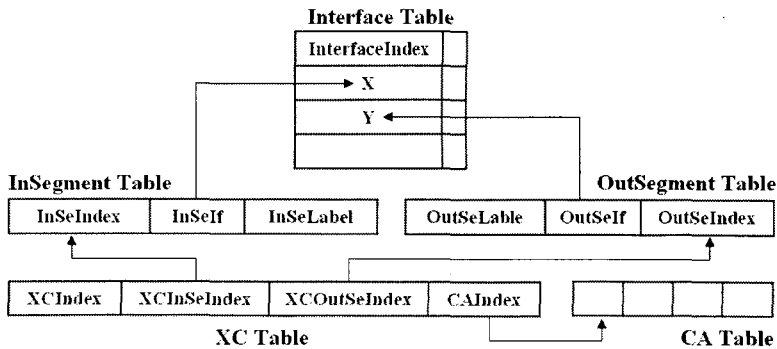 Interface Table
InterfaceIndex
X
Y
InSegment Table
OutSegment Table
InSeIndex InSeIf InSeLabel
OutSeLable OutSeIf OutSeIndex
XCIndex XCInSeIndex XCOutSeIndex CAIndex
XC Table
CA Table